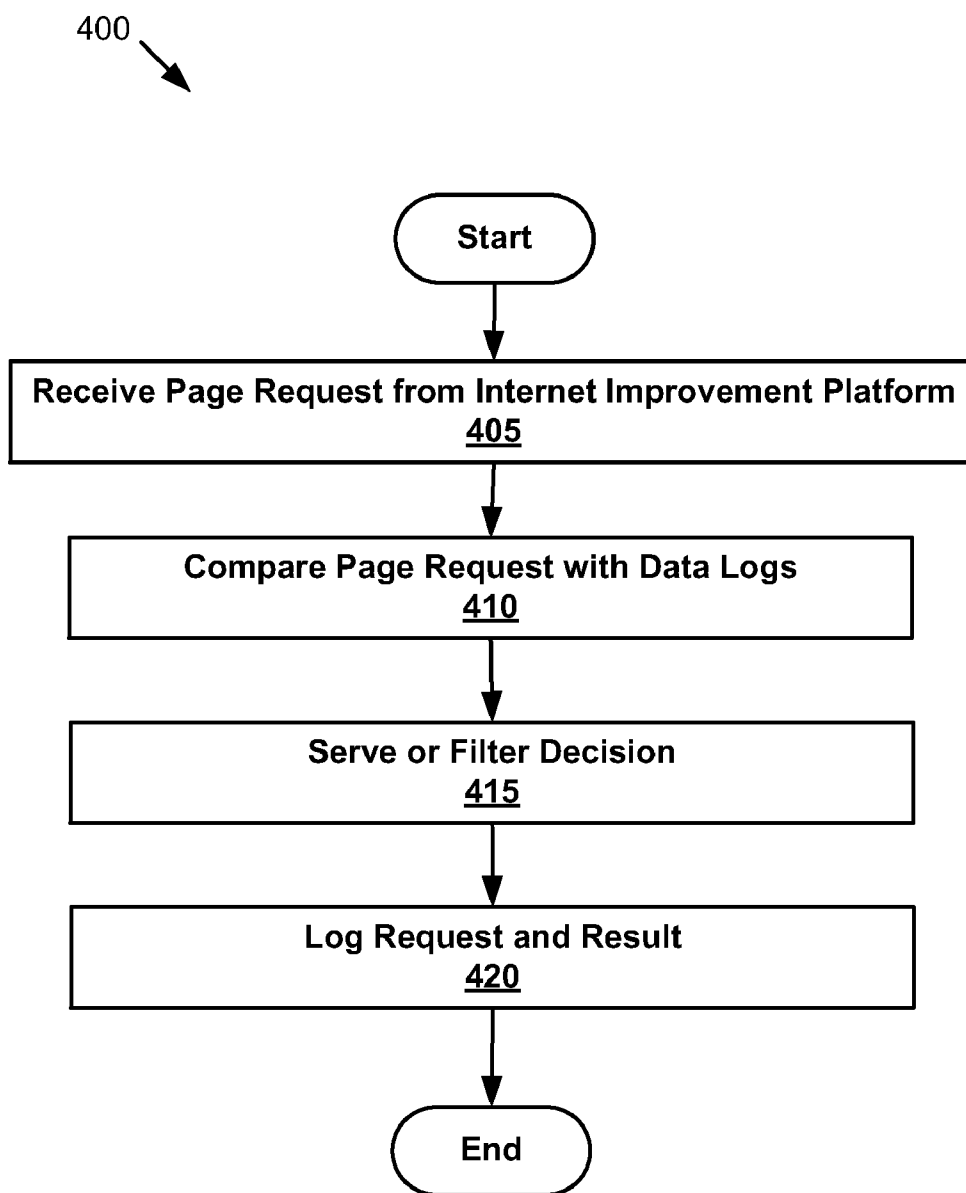 400
Start
Receive Page Request from Internet Improvement Platform
405
Compare Page Request with Data Logs
410
Serve or Filter Decision
415
Log Request and Result
420
End